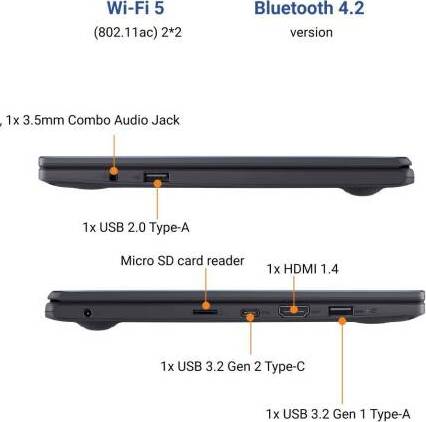 Wi-Fi 5
Bluetooth 4.2
(802.11ac) 2*2
version
, 1x 3.5mm Combo Audio Jack
1x USB 2.0 Type-A
Micro SD card reader
1x HDMI 1.4
1x USB 3.2 Gen 2 Type-C
1x USB 3.2 Gen 1 Type-A